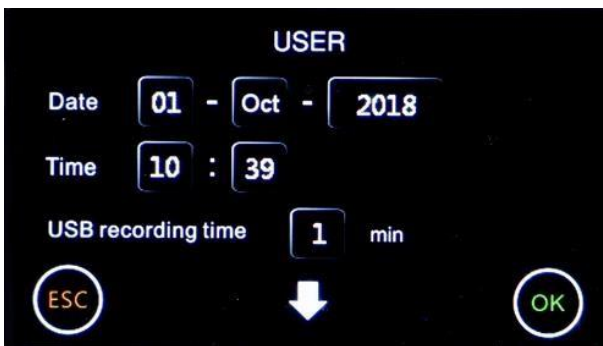 USER
Date 01 - Oct - 2018
Time 10 : 39
USB recording time 1 min
ESC OK